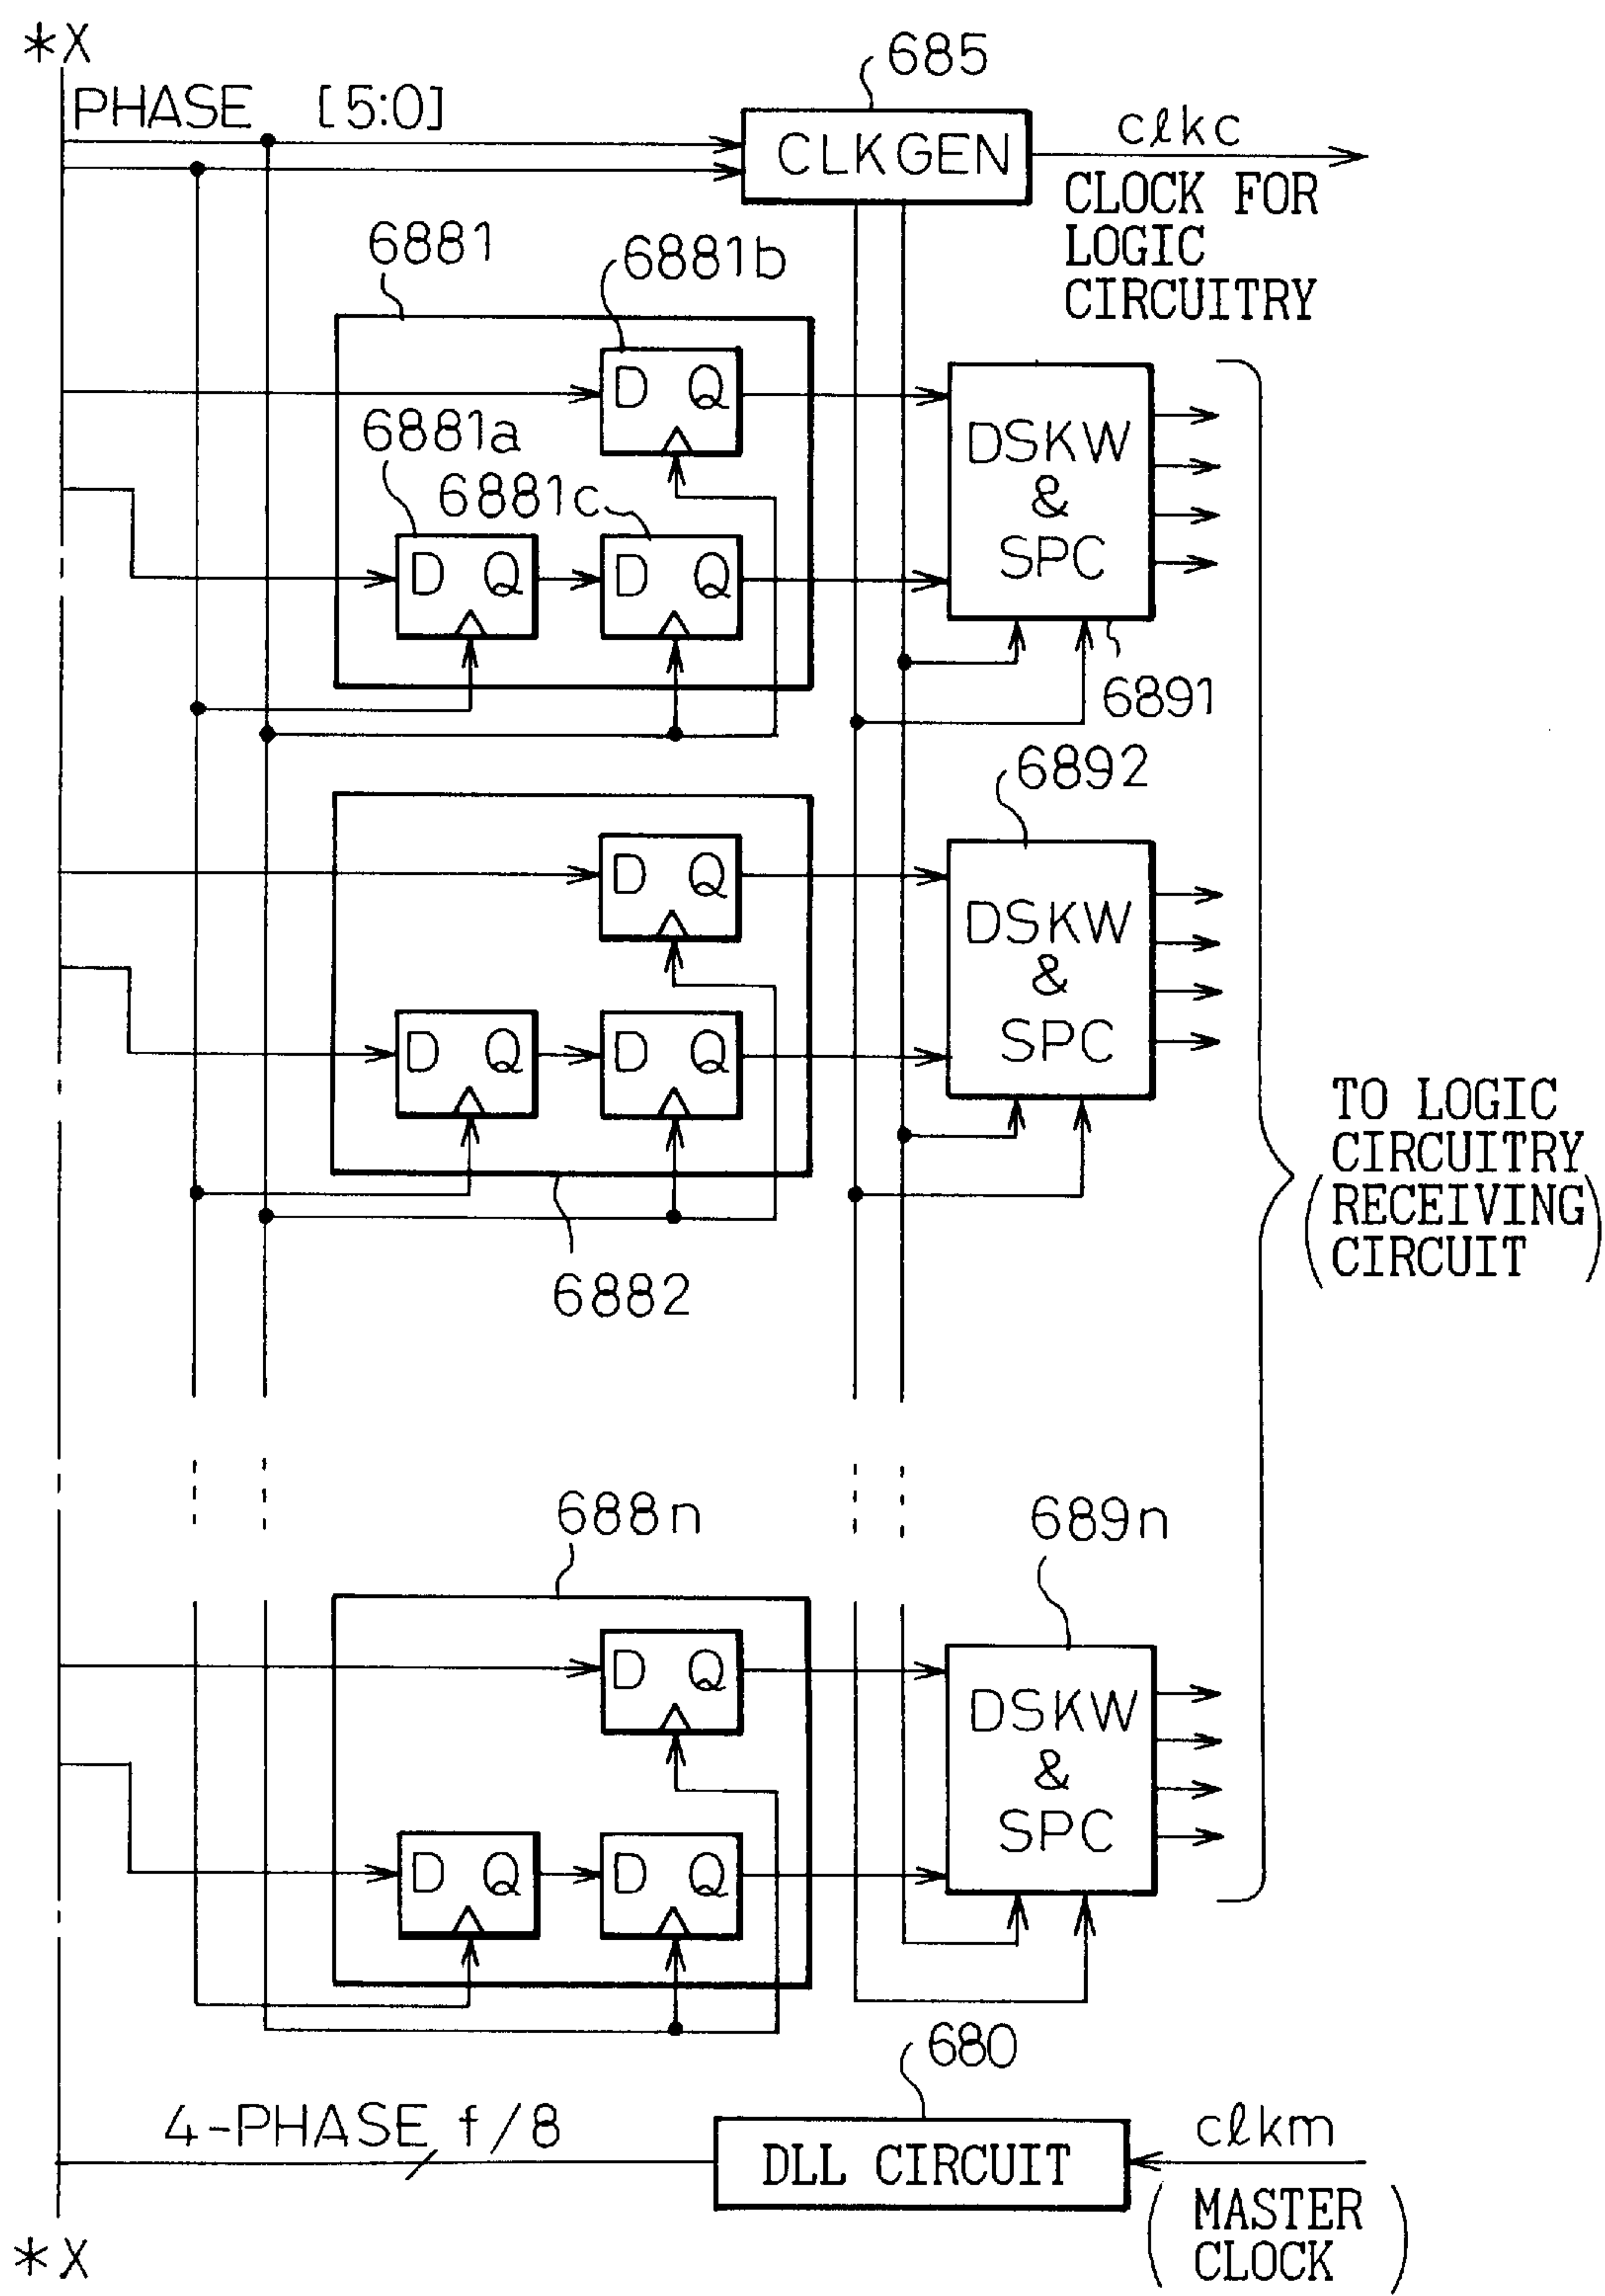 *X
685
PHASE [5:0]
CLKGEN
clkc
CLOCK FOR
LOGIC
CIRCUITRY
6881
6881b
D Q
6881a
6881c
D Q
D Q
DSKW
&
SPC
6891
6892
D Q
D Q
D Q
DSKW
&
SPC
6882
TO LOGIC
CIRCUITRY
(RECEIVING
CIRCUIT)
688n
689n
D Q
D Q
D Q
DSKW
&
SPC
680
4-PHASE f/8
DLL CIRCUIT
clkm
(MASTER
CLOCK)
*X